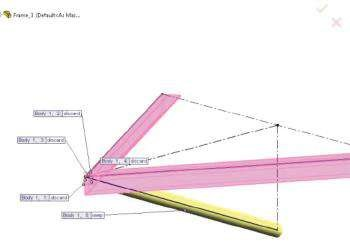 Frame_3 (Default<As Mac...
Body 1, 2 discard
Body 1, 3 discard
Body 1, 4 discard
Body 1, 1 discard
Body 1, 5 keep